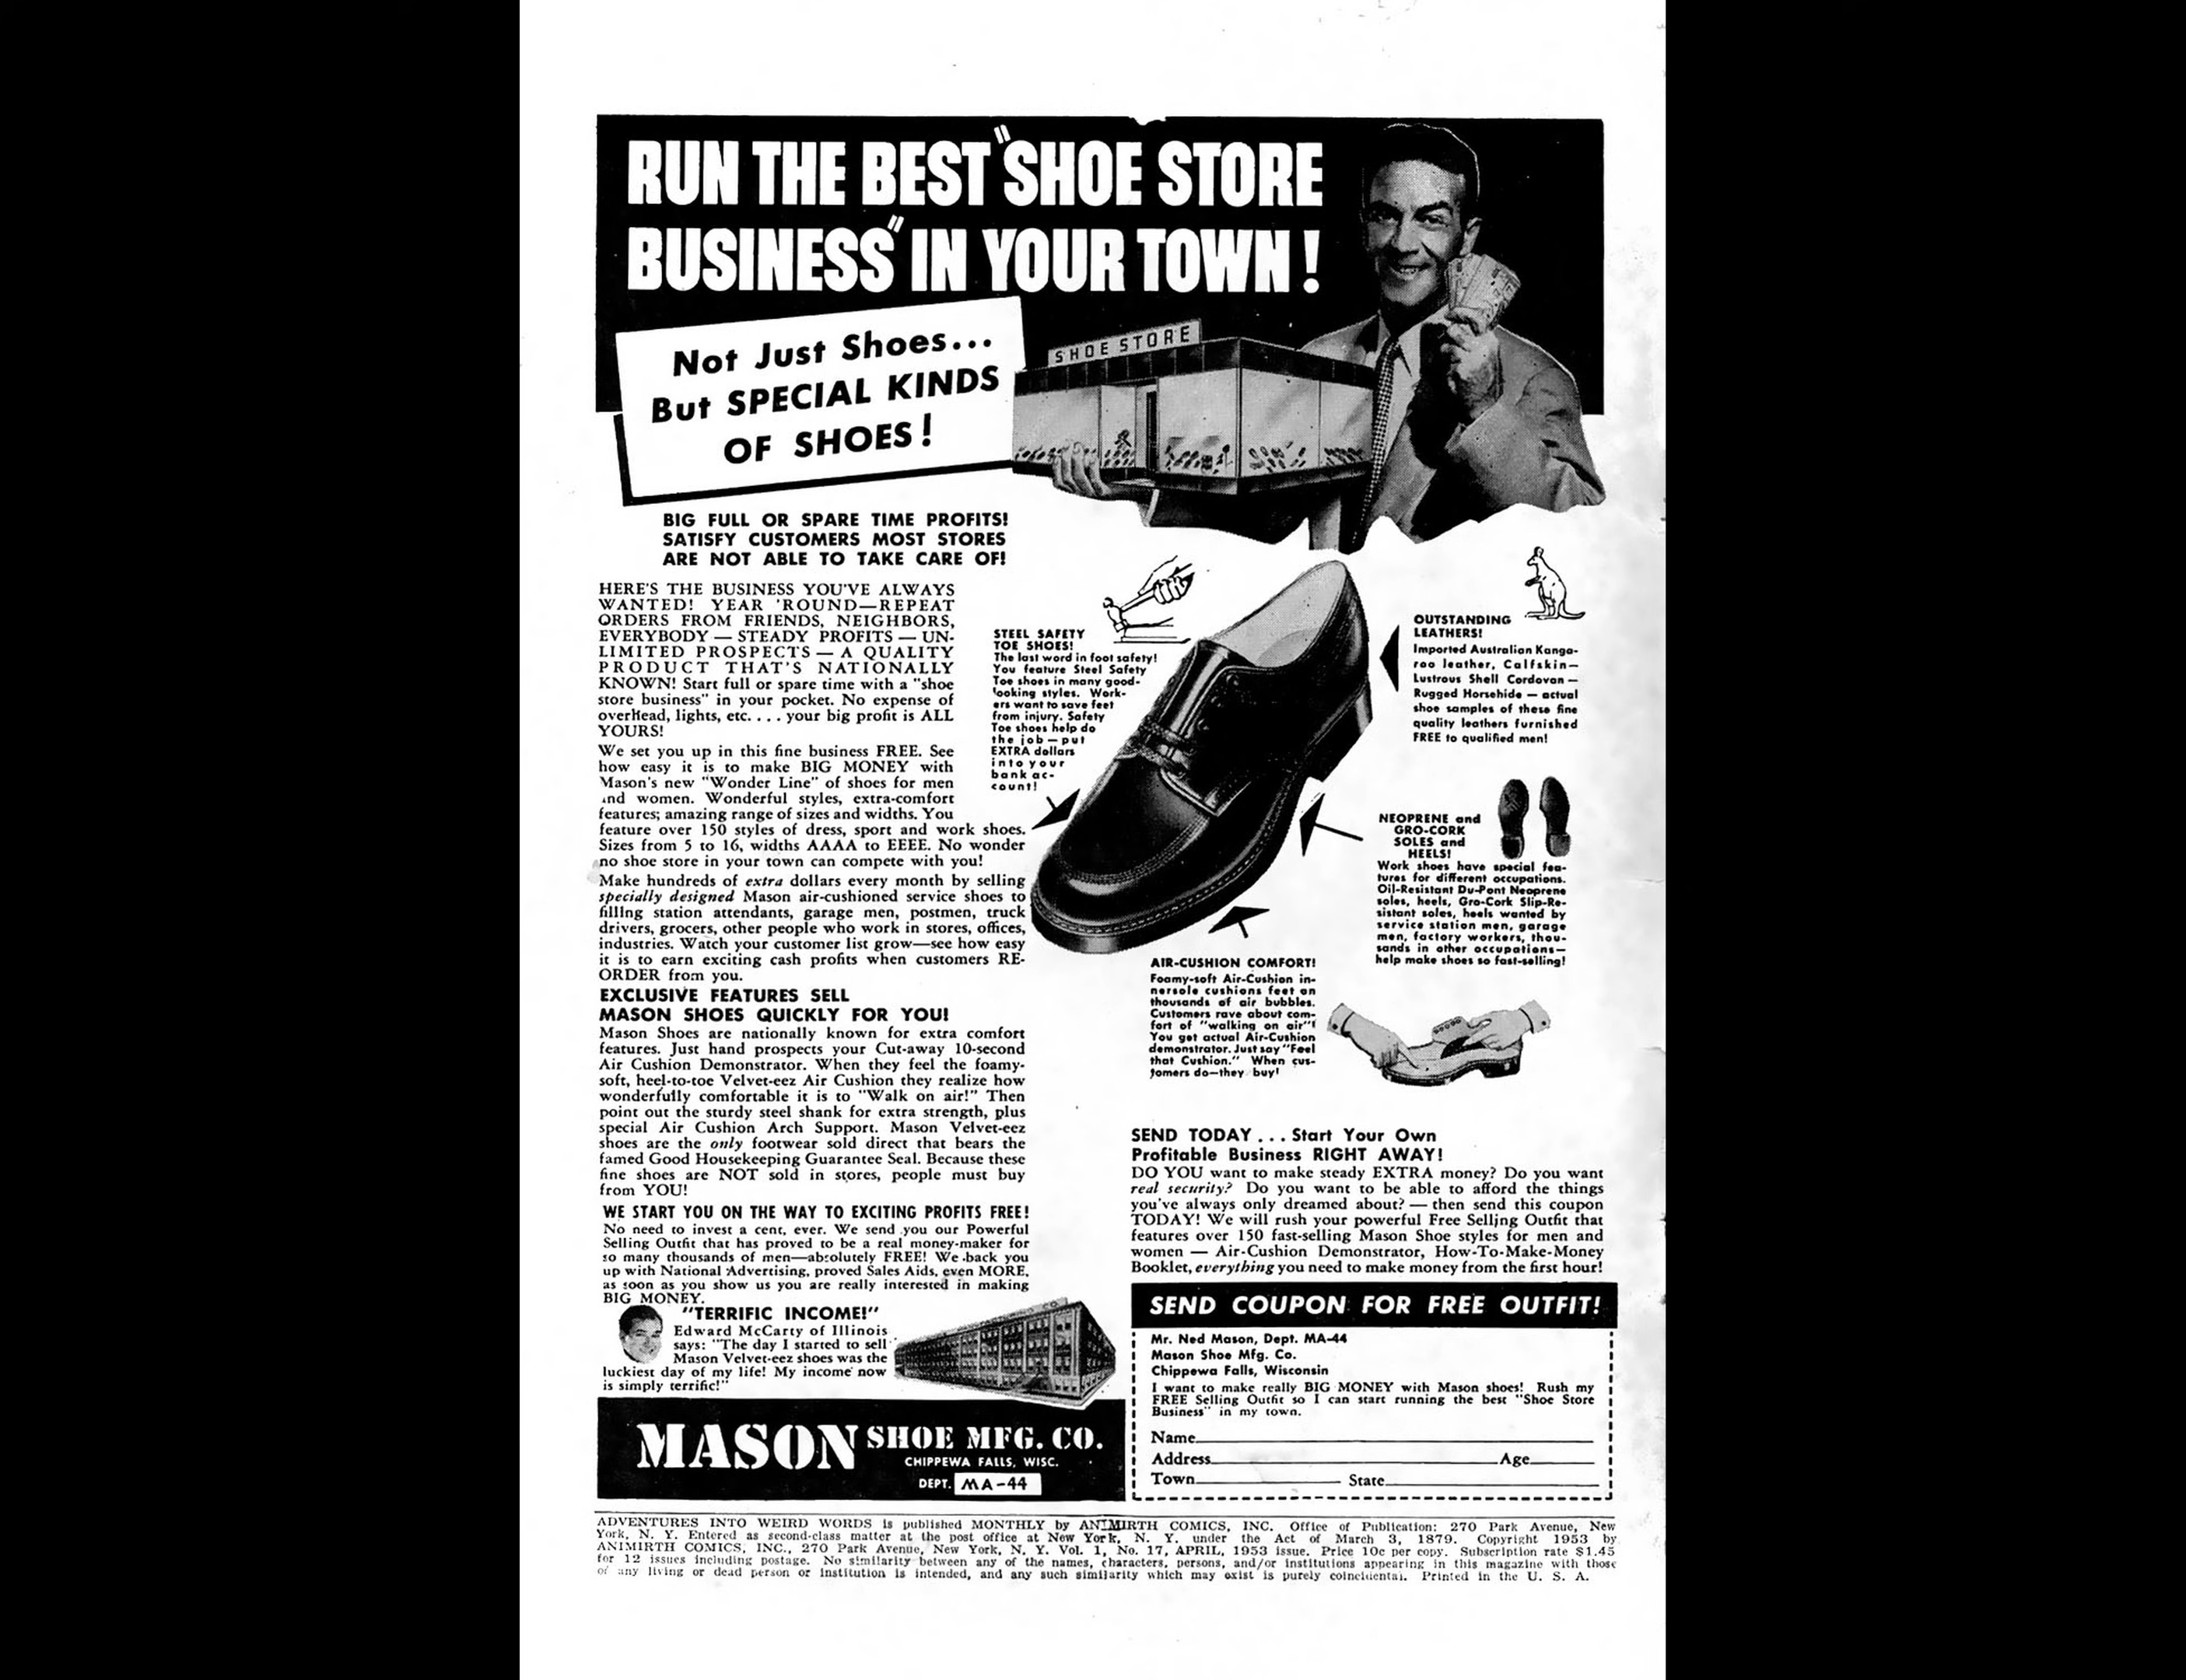 RUN THE BEST "SHOE STORE
BUSINESS" IN YOUR TOWN!
SHOE STORE
Not Just Shoes...
But SPECIAL KINDS
OF SHOES!
BIG FULL OR SPARE TIME PROFITS!
SATISFY CUSTOMERS MOST STORES
ARE NOT ABLE TO TAKE CARE OF!
HERE'S THE BUSINESS YOU'VE ALWAYS
WANTED! YEAR 'ROUND—REPEAT
ORDERS FROM FRIENDS, NEIGHBORS,
EVERYBODY — STEADY PROFITS — UN-
LIMITED PROSPECTS — A QUALITY
PRODUCT THAT'S NATIONALLY
KNOWN! Start full or spare time with a "shoe
store business" in your pocket. No expense of
overhead, lights, etc. . . . your big profit is ALL
YOURS!
We set you up in this fine business FREE. See
how easy it is to make BIG MONEY with
Mason's new "Wonder Line" of shoes for men
and women. Wonderful styles, extra-comfort
features; amazing range of sizes and widths. You
feature over 150 styles of dress, sport and work shoes.
Sizes from 5 to 16, widths AAAA to EEEE. No wonder
no shoe store in your town can compete with you!
Make hundreds of extra dollars every month by selling
specially designed Mason air-cushioned service shoes to
filling station attendants, garage men, postmen, truck
drivers, grocers, other people who work in stores, offices,
industries. Watch your customer list grow—see how easy
it is to earn exciting cash profits when customers RE-
ORDER from you.
EXCLUSIVE FEATURES SELL
MASON SHOES QUICKLY FOR YOU!
Mason Shoes are nationally known for extra comfort
features. Just hand prospects your Cut-away 10-second
Air Cushion Demonstrator. When they feel the foamy-
soft, heel-to-toe Velvet-eez Air Cushion they realize how
wonderfully comfortable it is to "Walk on air!" Then
point out the sturdy steel shank for extra strength, plus
special Air Cushion Arch Support. Mason Velvet-eez
shoes are the only footwear sold direct that bears the
famed Good Housekeeping Guarantee Seal. Because these
fine shoes are NOT sold in stores, people must buy
from YOU!
WE START YOU ON THE WAY TO EXCITING PROFITS FREE!
No need to invest a cent, ever. We send you our Powerful
Selling Outfit that has proved to be a real money-maker for
so many thousands of men—absolutely FREE! We back you
up with National Advertising, proved Sales Aids, even MORE,
as soon as you show us you are really interested in making
BIG MONEY.
"TERRIFIC INCOME!"
Edward McCarty of Illinois
says: "The day I started to sell
Mason Velvet-eez shoes was the
luckiest day of my life! My income now
is simply terrific!"
MASON SHOE MFG. CO.
CHIPPEWA FALLS, WISC.
DEPT. MA-44
STEEL SAFETY
TOE SHOES!
The last word in foot safety!
You feature Steel Safety
Toe shoes in many good-
looking styles. Work-
ers want to save feet
from injury. Safety
Toe shoes help do
the job — put
EXTRA dollars
into your
bank ac-
count!
OUTSTANDING
LEATHERS!
Imported Australian Kanga-
roo leather, Calfskin—
Lustrous Shell Cordovan —
Rugged Horsehide — actual
shoe samples of these fine
quality leathers furnished
FREE to qualified men!
NEOPRENE and
GRO-CORK
SOLES and
HEELS!
Work shoes have special fea-
tures for different occupations.
Oil-Resistant Du-Pont Neoprene
soles, heels, Gro-Cork Slip-Re-
sistant soles, heels wanted by
service station men, garage
men, factory workers, thou-
sands in other occupations—
help make shoes so fast-selling!
AIR-CUSHION COMFORT!
Foamy-soft Air-Cushion in-
nersole cushions feet on
thousands of air bubbles.
Customers rave about com-
fort of "walking on air"!
You get actual Air-Cushion
demonstrator. Just say "Feel
that Cushion." When cus-
tomers do—they buy!
SEND TODAY . . . Start Your Own
Profitable Business RIGHT AWAY!
DO YOU want to make steady EXTRA money? Do you want
real security? Do you want to be able to afford the things
you've always only dreamed about? — then send this coupon
TODAY! We will rush your powerful Free Selling Outfit that
features over 150 fast-selling Mason Shoe styles for men and
women — Air-Cushion Demonstrator, How-To-Make-Money
Booklet, everything you need to make money from the first hour!
SEND COUPON FOR FREE OUTFIT!
Mr. Ned Mason, Dept. MA-44
Mason Shoe Mfg. Co.
Chippewa Falls, Wisconsin
I want to make really BIG MONEY with Mason shoes! Rush my
FREE Selling Outfit so I can start running the best "Shoe Store
Business" in my town.
Name
Address Age
Town State
ADVENTURES INTO WEIRD WORDS is published MONTHLY by ANIMIRTH COMICS, INC. Office of Publication: 270 Park Avenue, New
York, N. Y. Entered as second-class matter at the post office at New York, N. Y. under the Act of March 3, 1879. Copyright 1953 by
ANIMIRTH COMICS, INC., 270 Park Avenue, New York, N. Y. Vol. 1, No. 17, APRIL, 1953 issue. Price 10c per copy. Subscription rate $1.45
for 12 issues including postage. No similarity between any of the names, characters, persons, and/or institutions appearing in this magazine with those
of any living or dead person or institution is intended, and any such similarity which may exist is purely coincidental. Printed in the U. S. A.